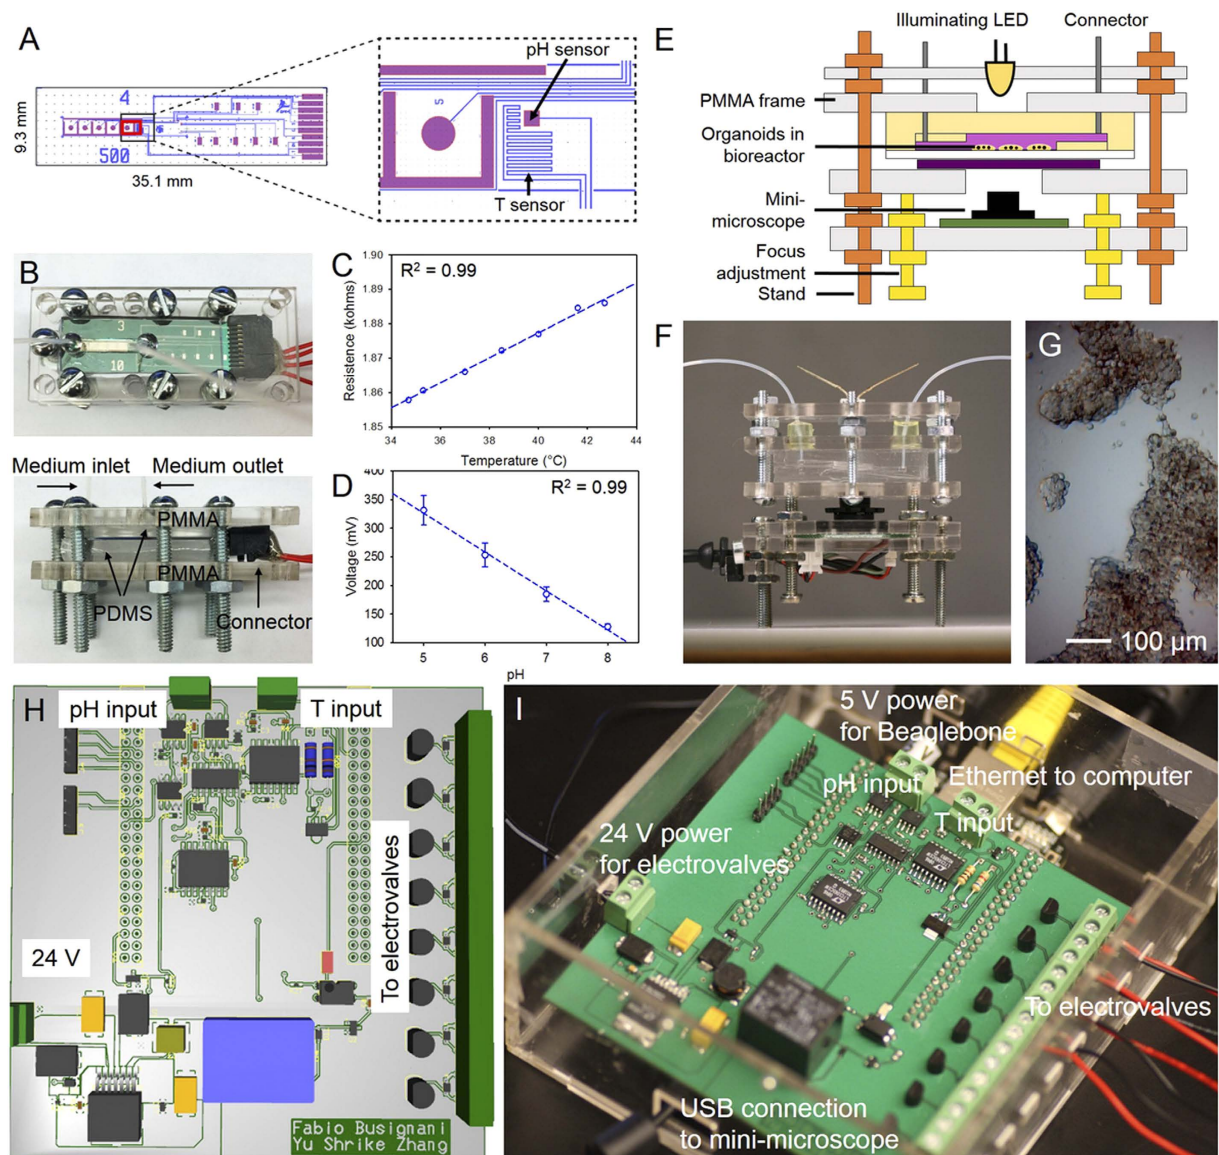 A
9.3 mm
4
500
35.1 mm
pH sensor
S
T sensor
B
3
10
Medium inlet
Medium outlet
PMMA
PMMA
PDMS
Connector
C
R² = 0.99
Resistence (kohms)
1.90
1.89
1.88
1.87
1.86
1.85
34
36
38
40
42
44
Temperature (°C)
D
R² = 0.99
Voltage (mV)
400
350
300
250
200
150
100
5
6
7
8
pH
E
Illuminating LED
Connector
PMMA frame
Organoids in
bioreactor
Mini-
microscope
Focus
adjustment
Stand
F
G
100 µm
H
pH input
T input
24 V
To electrovalves
Fabio Busignani
Yu Shrike Zhang
I
5 V power
for Beaglebone
pH input
Ethernet to computer
T input
24 V power
for electrovalves
To electrovalves
USB connection
to mini-microscope